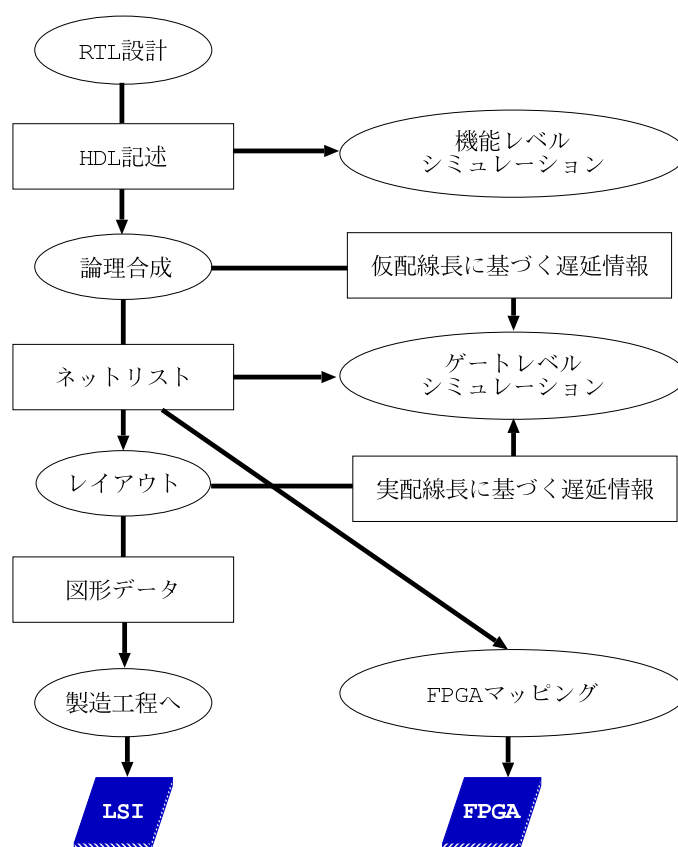 RTL設計
HDL記述
機能レベル
シミュレーション
論理合成
仮配線長に基づく遅延情報
ネットリスト
ゲートレベル
シミュレーション
レイアウト
実配線長に基づく遅延情報
図形データ
製造工程へ
FPGAマッピング
LSI
FPGA